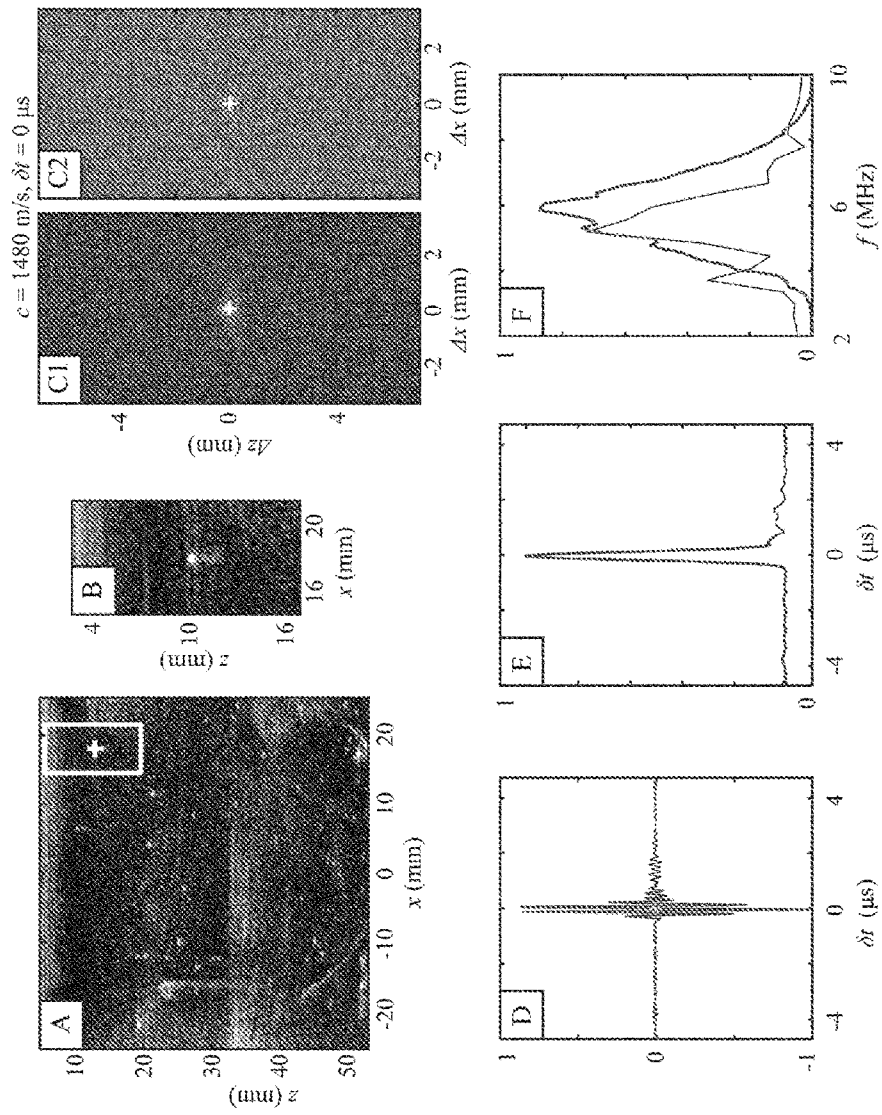 c = 1480 m/s, δt = 0 μs
A
z (mm)
10
20
30
40
50
-20
-10
0
10
20
x (mm)
B
z (mm)
4
10
16
16
20
x (mm)
C1
Δz (mm)
-4
0
4
-2
0
2
Δx (mm)
C2
-2
0
2
Δx (mm)
D
1
0
-1
-4
0
4
δt (μs)
E
1
0
-4
0
4
δt (μs)
F
1
0
2
6
10
f (MHz)